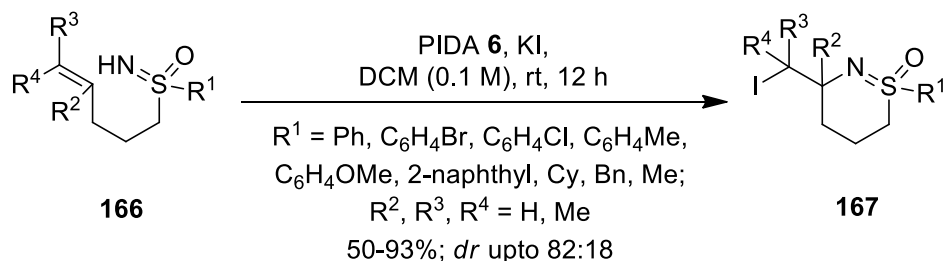 R³
R⁴
R²
HN
S
O
R¹
166
PIDA 6, KI,
DCM (0.1 M), rt, 12 h
R¹ = Ph, C₆H₄Br, C₆H₄Cl, C₆H₄Me,
C₆H₄OMe, 2-naphthyl, Cy, Bn, Me;
R², R³, R⁴ = H, Me
50-93%; dr upto 82:18
R³
R⁴
R²
I
N
S
O
R¹
167